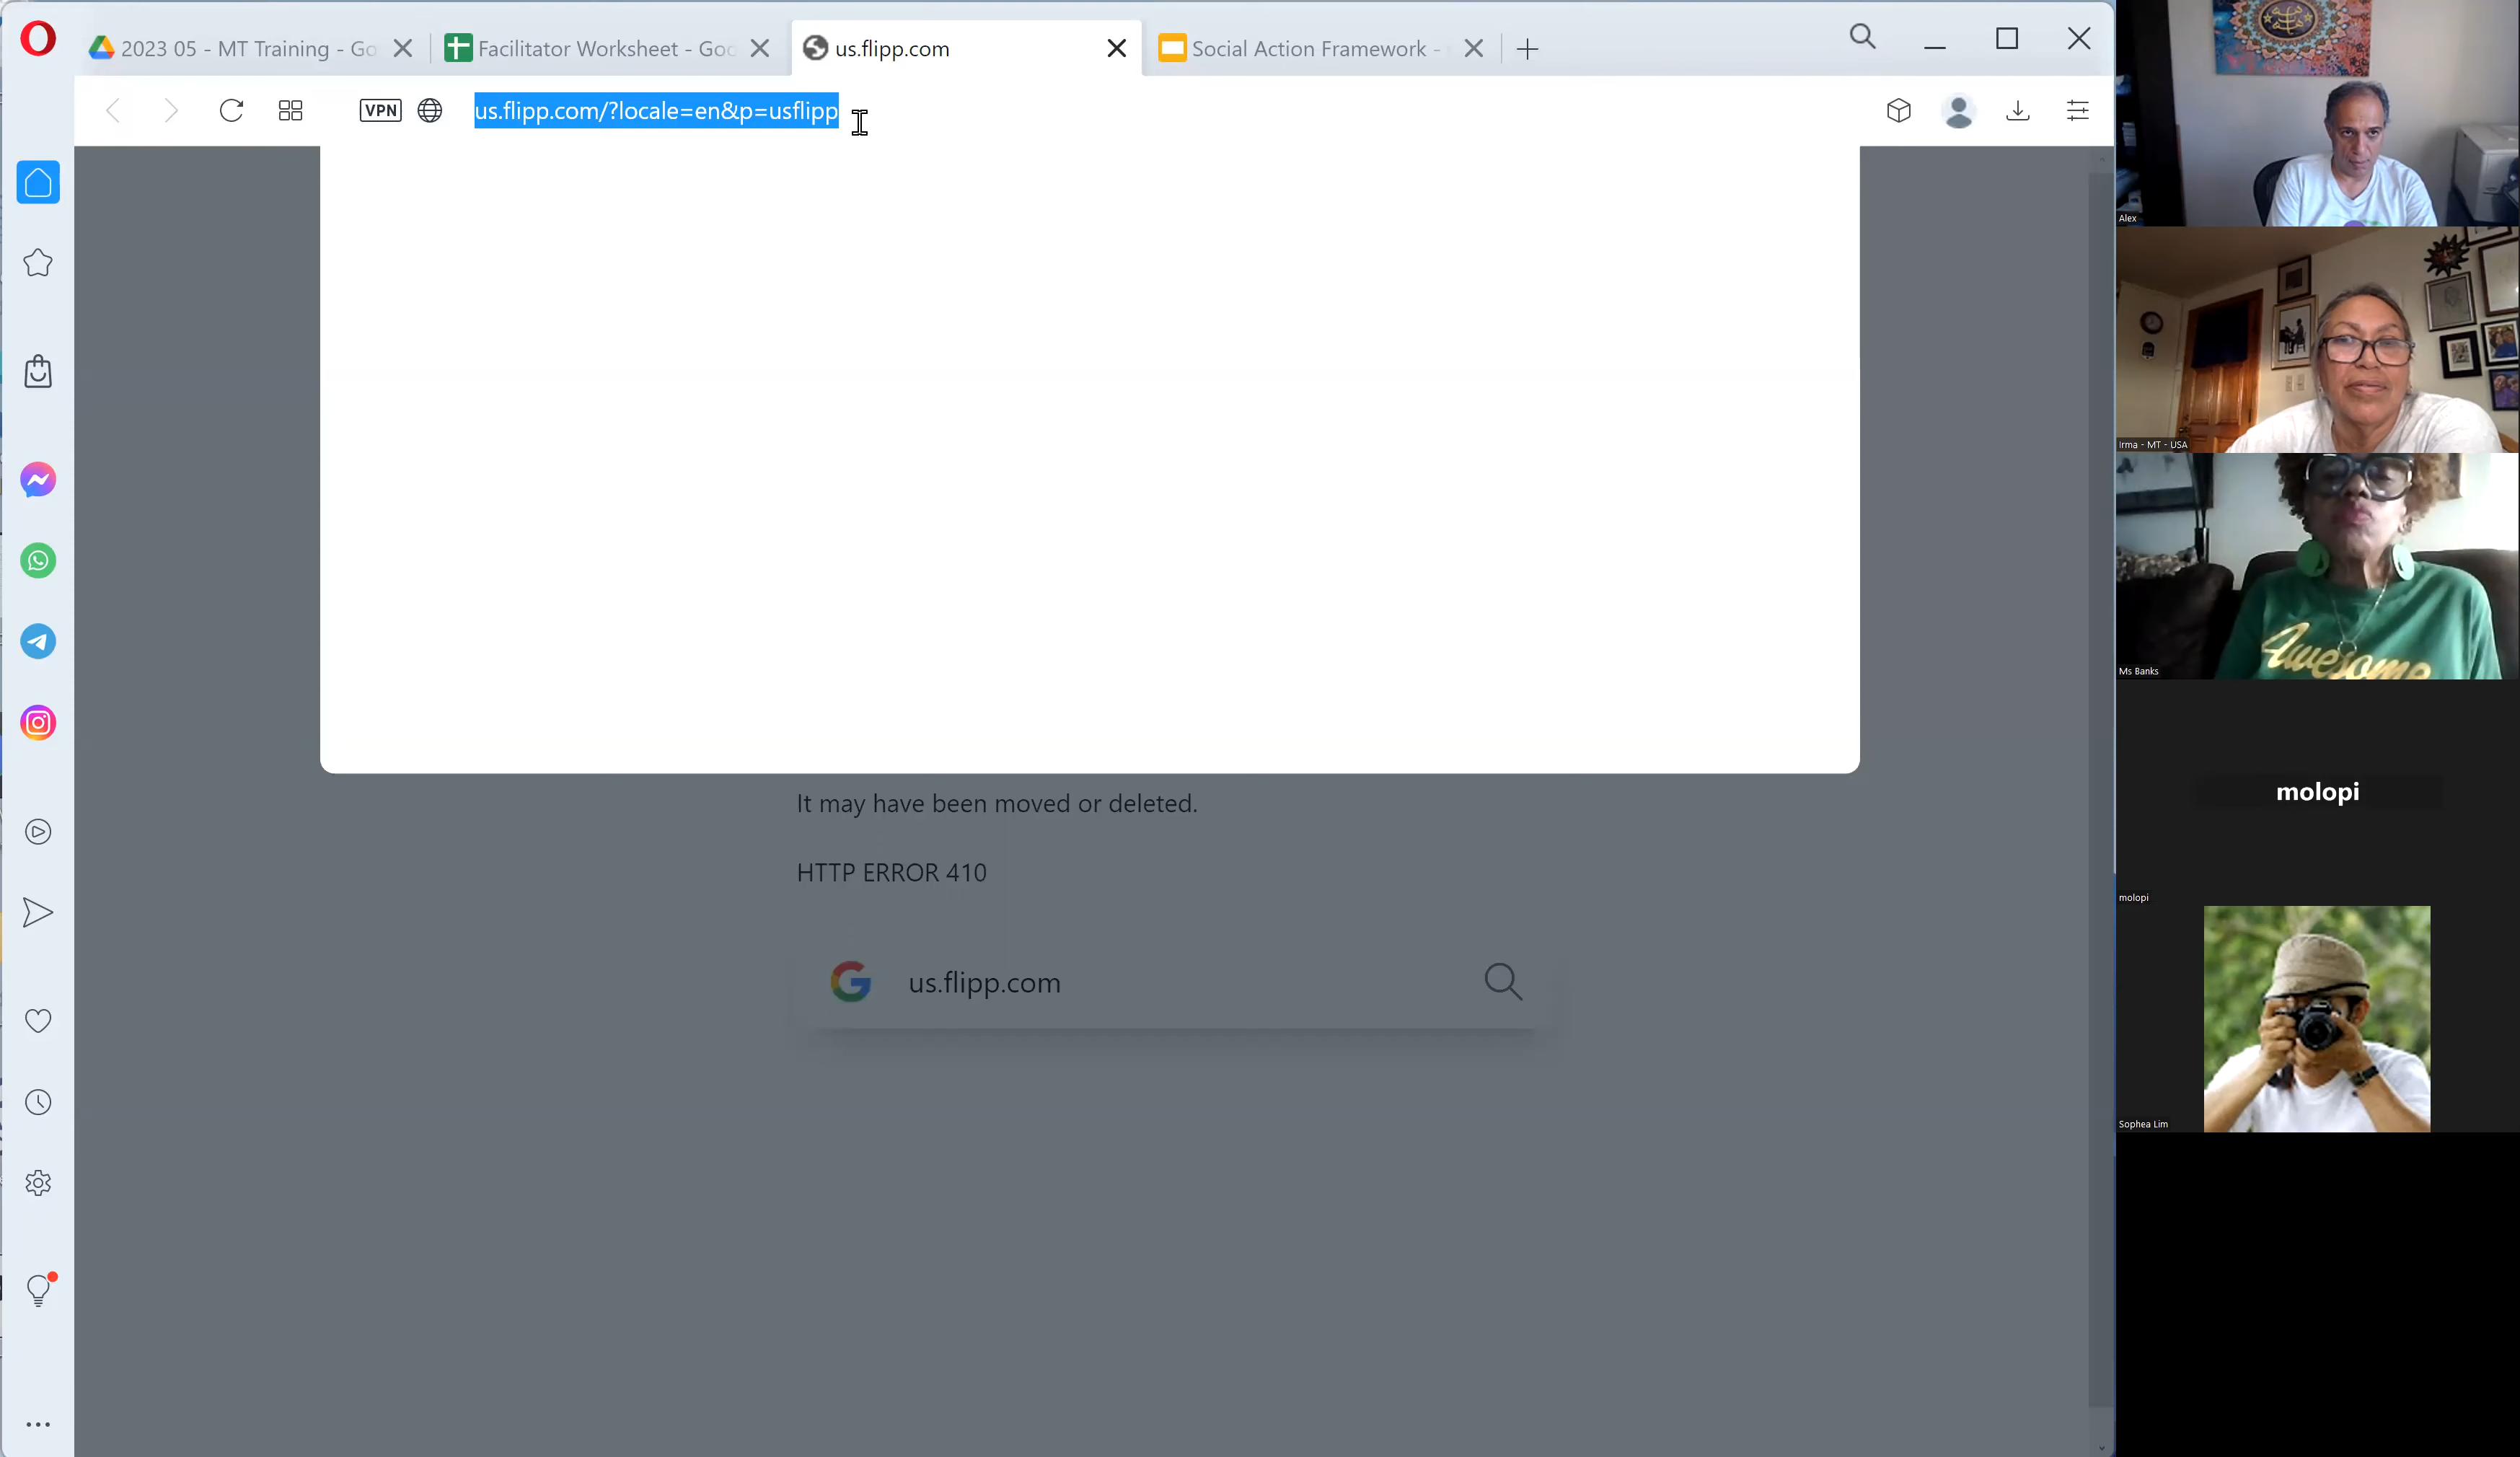 2023 05 - MT Training - Go
Facilitator Worksheet - Goo
us.flipp.com
Social Action Framework -
VPN
us.flipp.com/?locale=en&p=usflipp
It may have been moved or deleted.
HTTP ERROR 410
us.flipp.com
Alex
Irma - MT - USA
Awesome
Ms Banks
molopi
molopi
Sophea Lim